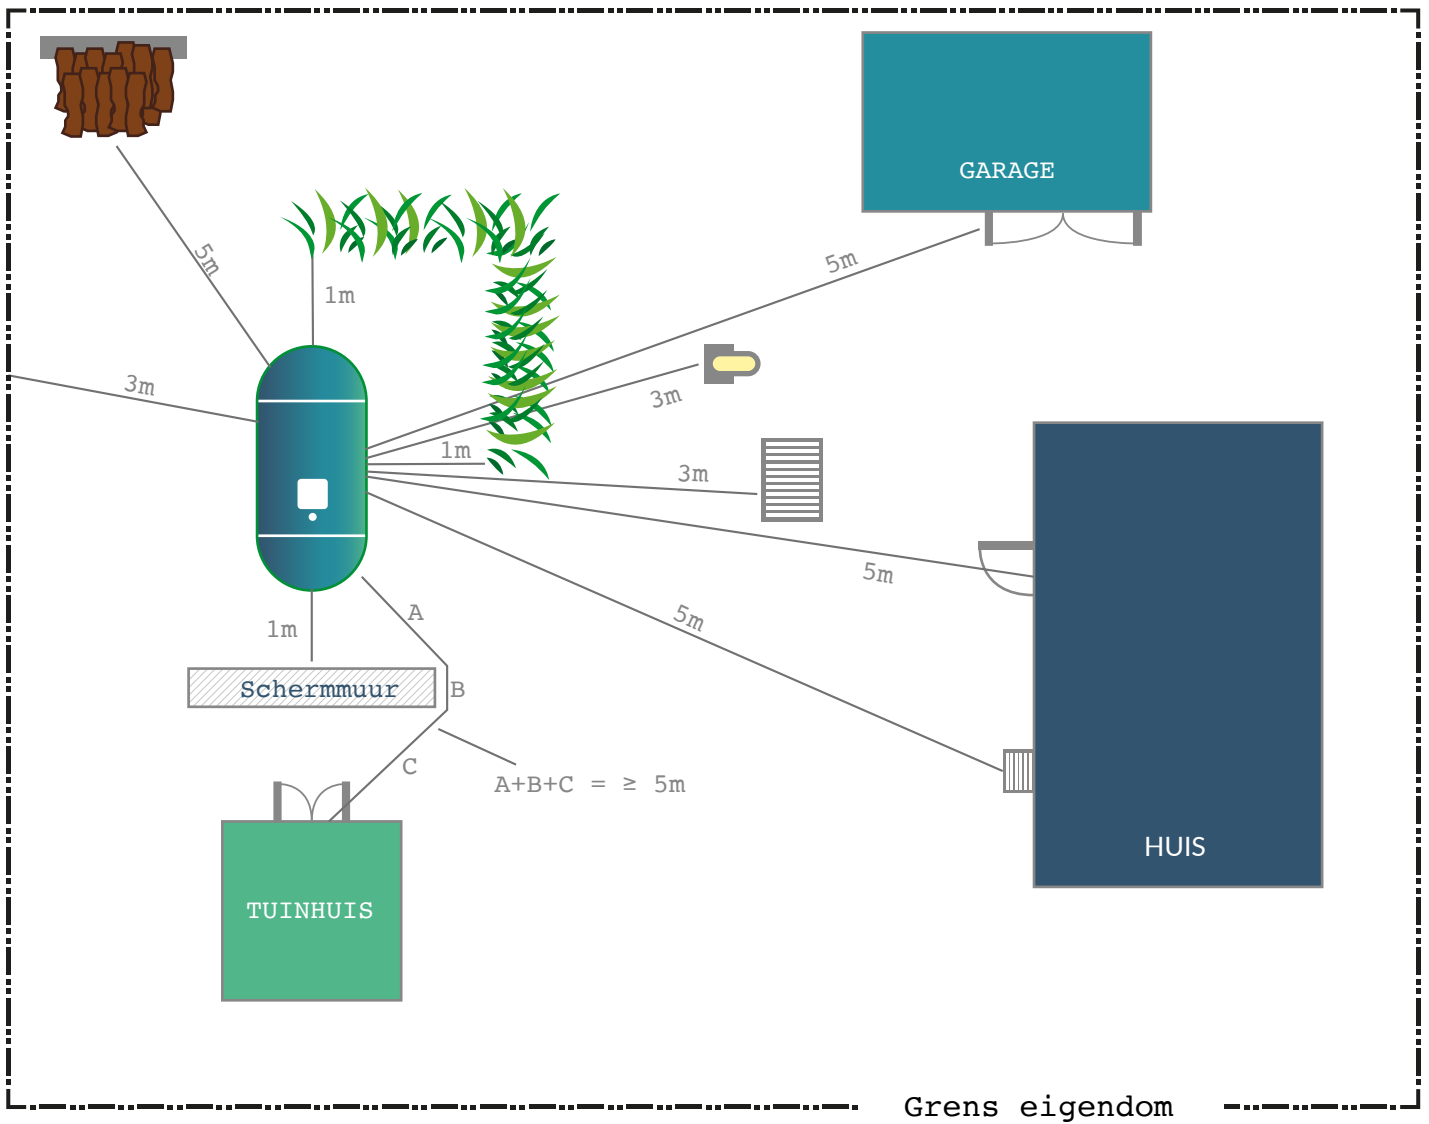 GARAGE
5m
5m
1m
3m
3m
1m
3m
5m
A
5m
1m
Schermmuur
B
C
A+B+C = ≥ 5m
HUIS
TUINHUIS
Grens eigendom